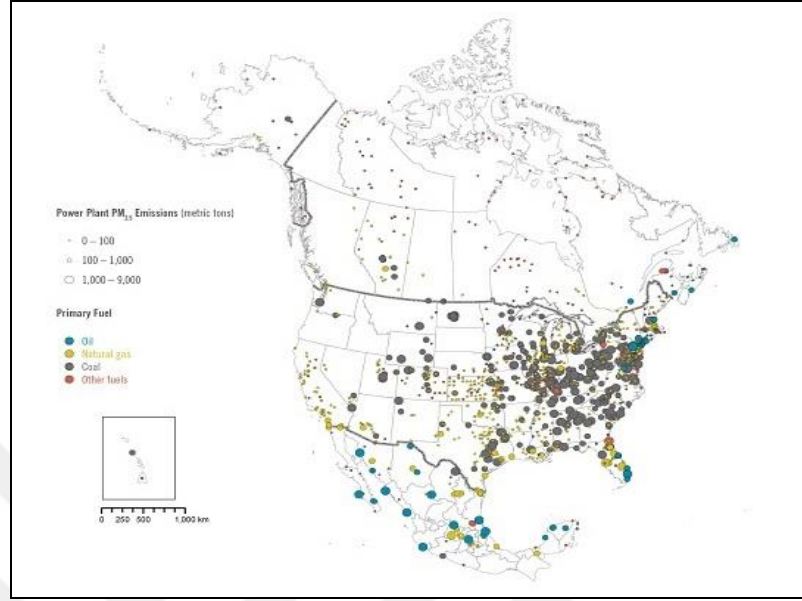 Power Plant PM2.5 Emissions (metric tons)
0 – 100
100 – 1,000
1,000 – 9,000
Primary Fuel
Oil
Natural gas
Coal
Other fuels
0 250 500 1,000 km